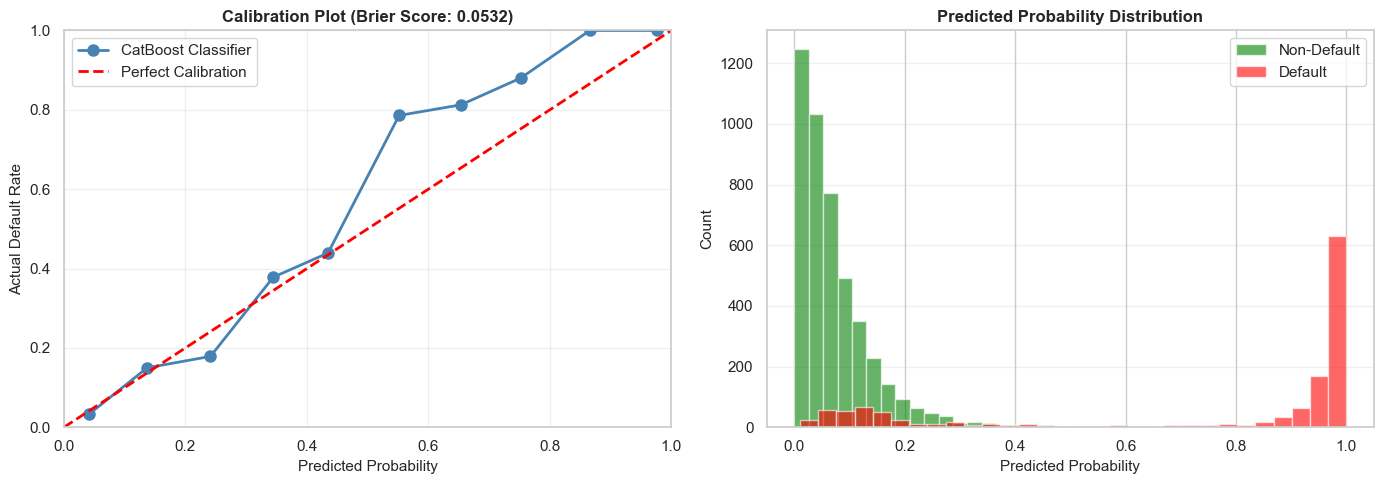 Calibration Plot (Brier Score: 0.0532)
CatBoost Classifier
Perfect Calibration
Actual Default Rate
1.0
0.8
0.6
0.4
0.2
0.0
0.0 0.2 0.4 0.6 0.8 1.0
Predicted Probability
Predicted Probability Distribution
Non-Default
Default
Count
1200
1000
800
600
400
200
0
0.0 0.2 0.4 0.6 0.8 1.0
Predicted Probability